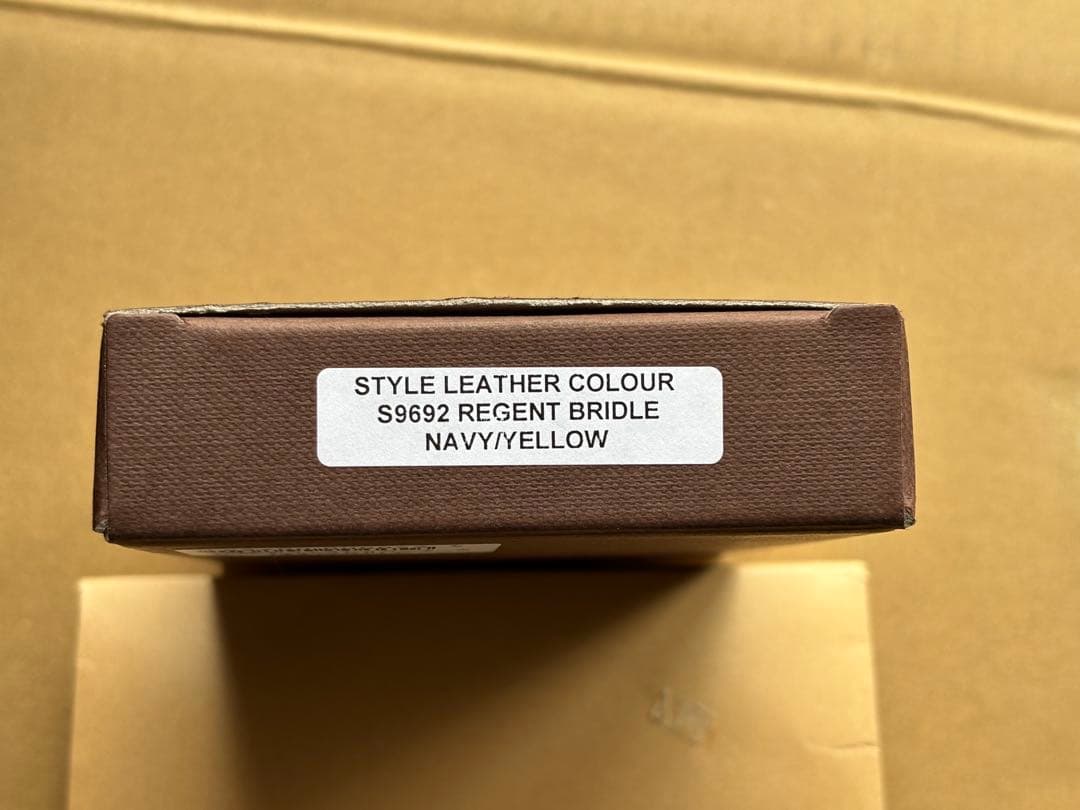 STYLE LEATHER COLOUR
S9692 REGENT BRIDLE
NAVY/YELLOW